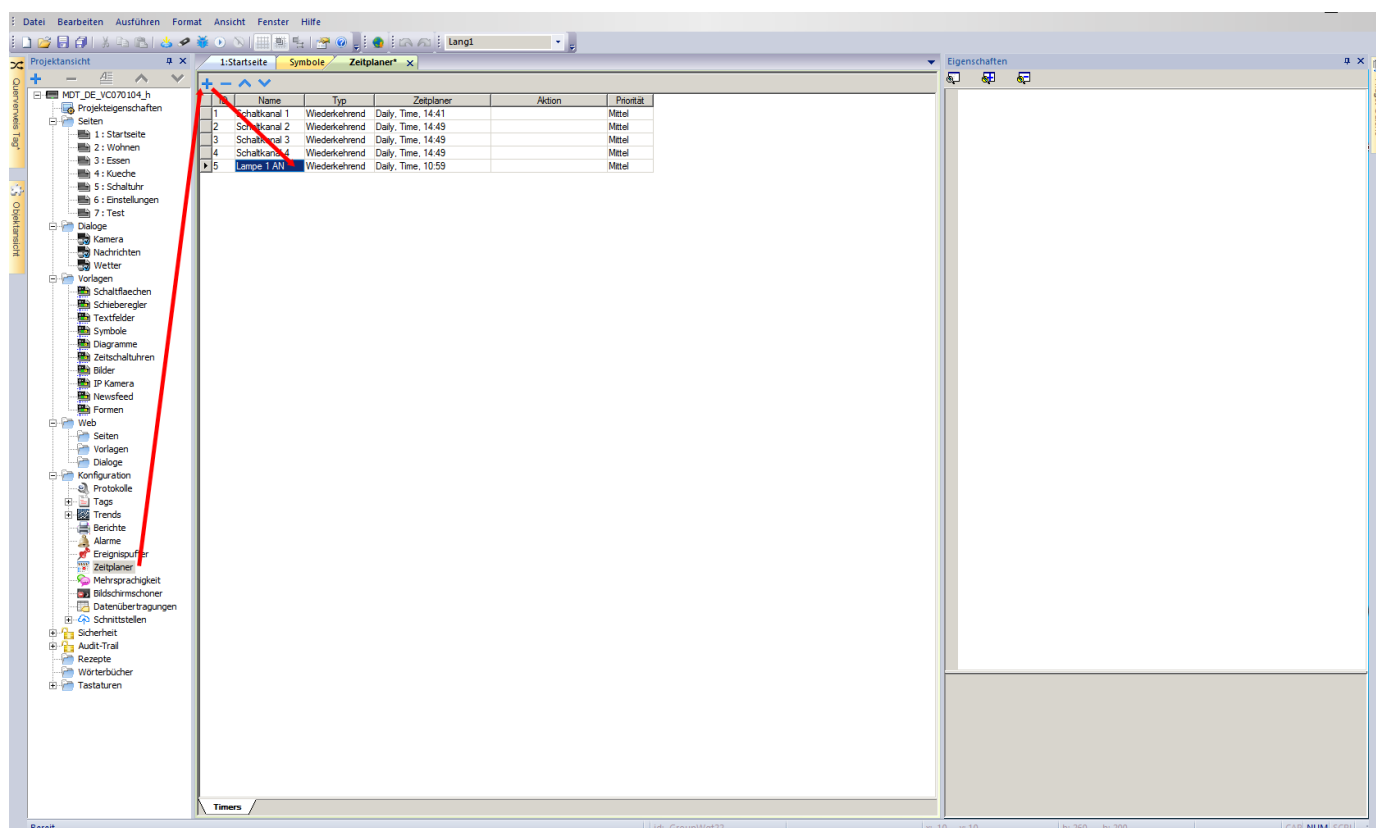 Datei Bearbeiten Ausführen Format Ansicht Fenster Hilfe
Lang1
Projektansicht
1:Startseite Symbole Zeitplaner*
Eigenschaften
Querverweis Tag*
Objektansicht
MDT_DE_VC070104_h
Projekteigenschaften
Seiten
1 : Startseite
2 : Wohnen
3 : Essen
4 : Kueche
5 : Schaltuhr
6 : Einstellungen
7 : Test
Dialoge
Kamera
Nachrichten
Wetter
Vorlagen
Schaltflaechen
Schieberegler
Textfelder
Symbole
Diagramme
Zeitschaltuhren
Bilder
IP Kamera
Newsfeed
Formen
Web
Seiten
Vorlagen
Dialoge
Konfiguration
Protokolle
Tags
Trends
Berichte
Alarme
Ereignispuffer
Zeitplaner
Mehrsprachigkeit
Bildschirmschoner
Datenübertragungen
Schnittstellen
Sicherheit
Audit-Trail
Rezepte
Wörterbücher
Tastaturen
ID Name Typ Zeitplaner Aktion Priorität
1 Schaltkanal 1 Wiederkehrend Daily, Time, 14:41 Mittel
2 Schaltkanal 2 Wiederkehrend Daily, Time, 14:49 Mittel
3 Schaltkanal 3 Wiederkehrend Daily, Time, 14:49 Mittel
4 Schaltkanal 4 Wiederkehrend Daily, Time, 14:49 Mittel
5 Lampe 1 AN Wiederkehrend Daily, Time, 10:59 Mittel
Timers